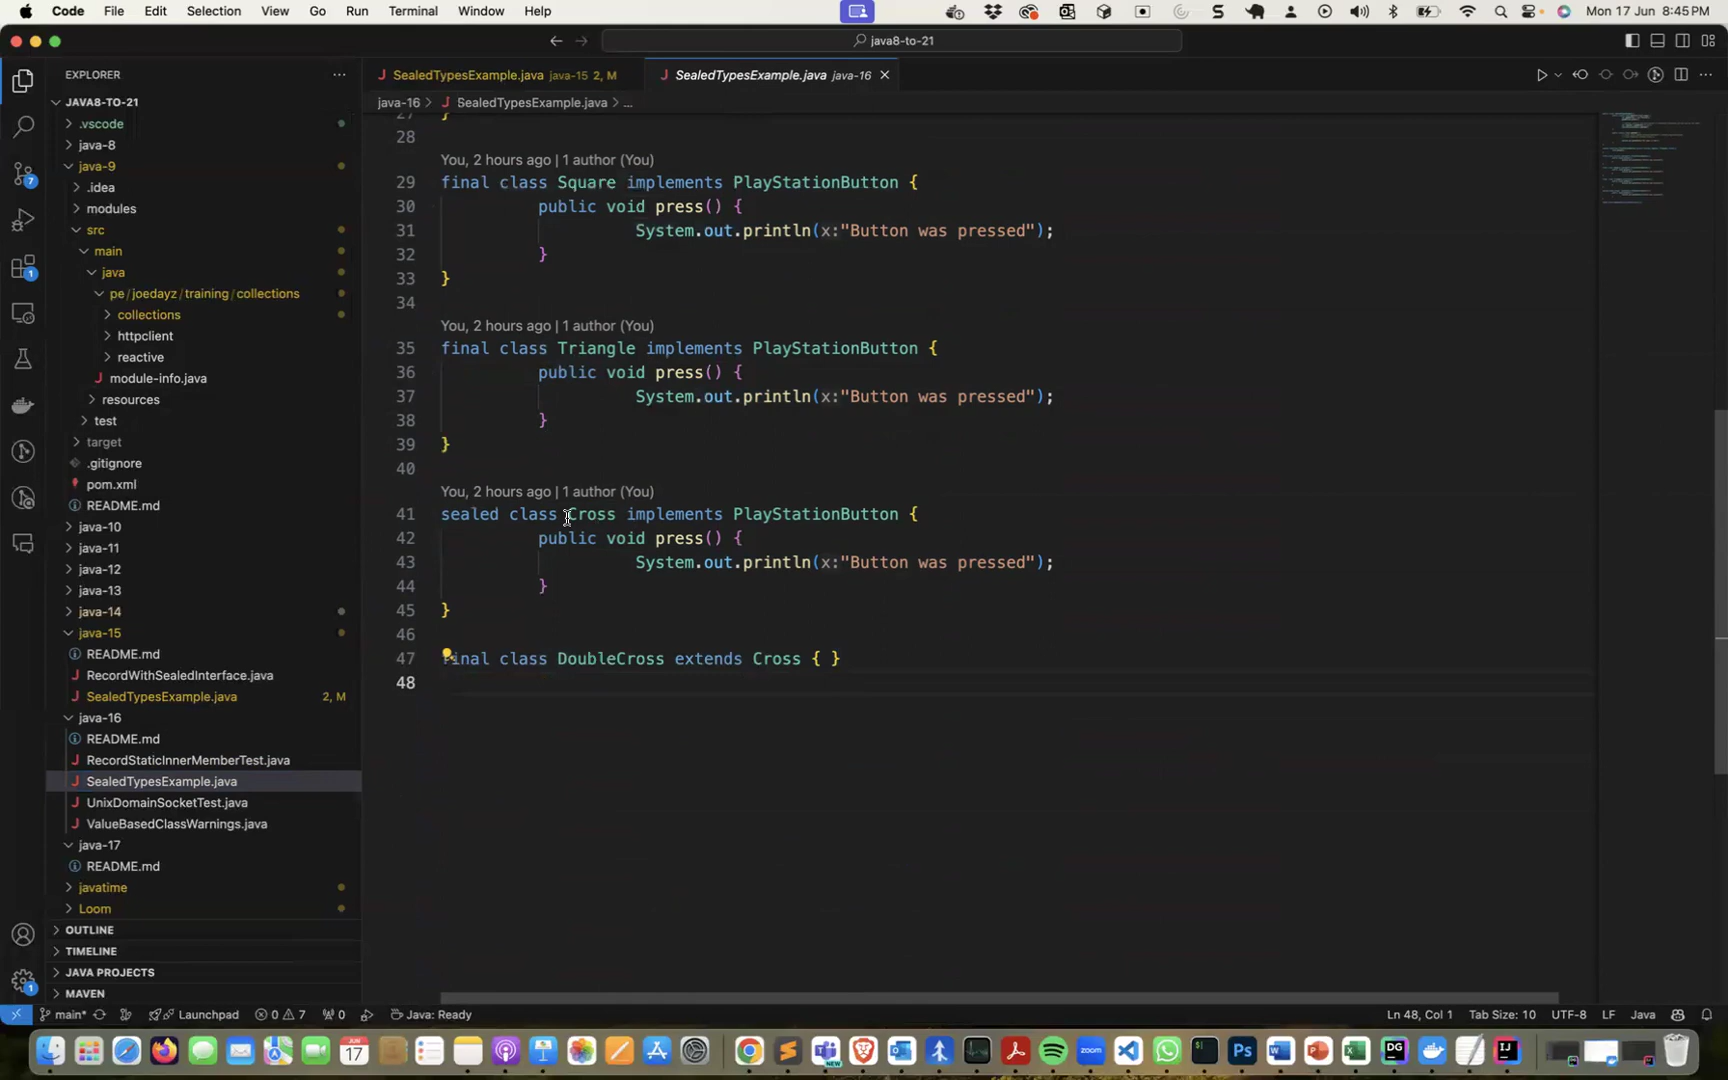 Code File Edit Selection View Go Run Terminal Window Help
Mon 17 Jun 8:45 PM
java8-to-21
EXPLORER
JAVA8-TO-21
.vscode
java-8
java-9
.idea
modules
src
main
java
pe/joedayz/training/collections
collections
httpclient
reactive
module-info.java
resources
test
target
.gitignore
pom.xml
README.md
java-10
java-11
java-12
java-13
java-14
java-15
README.md
RecordWithSealedInterface.java
SealedTypesExample.java 2, M
java-16
README.md
RecordStaticInnerMemberTest.java
SealedTypesExample.java
UnixDomainSocketTest.java
ValueBasedClassWarnings.java
java-17
README.md
javatime
Loom
OUTLINE
TIMELINE
JAVA PROJECTS
MAVEN
SealedTypesExample.java java-15 2, M
SealedTypesExample.java java-16
java-16 > SealedTypesExample.java > ...
27 }
28
You, 2 hours ago | 1 author (You)
29 final class Square implements PlayStationButton {
30 public void press() {
31 System.out.println(x:"Button was pressed");
32 }
33 }
34
You, 2 hours ago | 1 author (You)
35 final class Triangle implements PlayStationButton {
36 public void press() {
37 System.out.println(x:"Button was pressed");
38 }
39 }
40
You, 2 hours ago | 1 author (You)
41 sealed class Cross implements PlayStationButton {
42 public void press() {
43 System.out.println(x:"Button was pressed");
44 }
45 }
46
47 final class DoubleCross extends Cross { }
48
7
1
1
main* Launchpad 0 7 0 Java: Ready
Ln 48, Col 1 Tab Size: 10 UTF-8 LF Java
JUN
17
zoom
DG